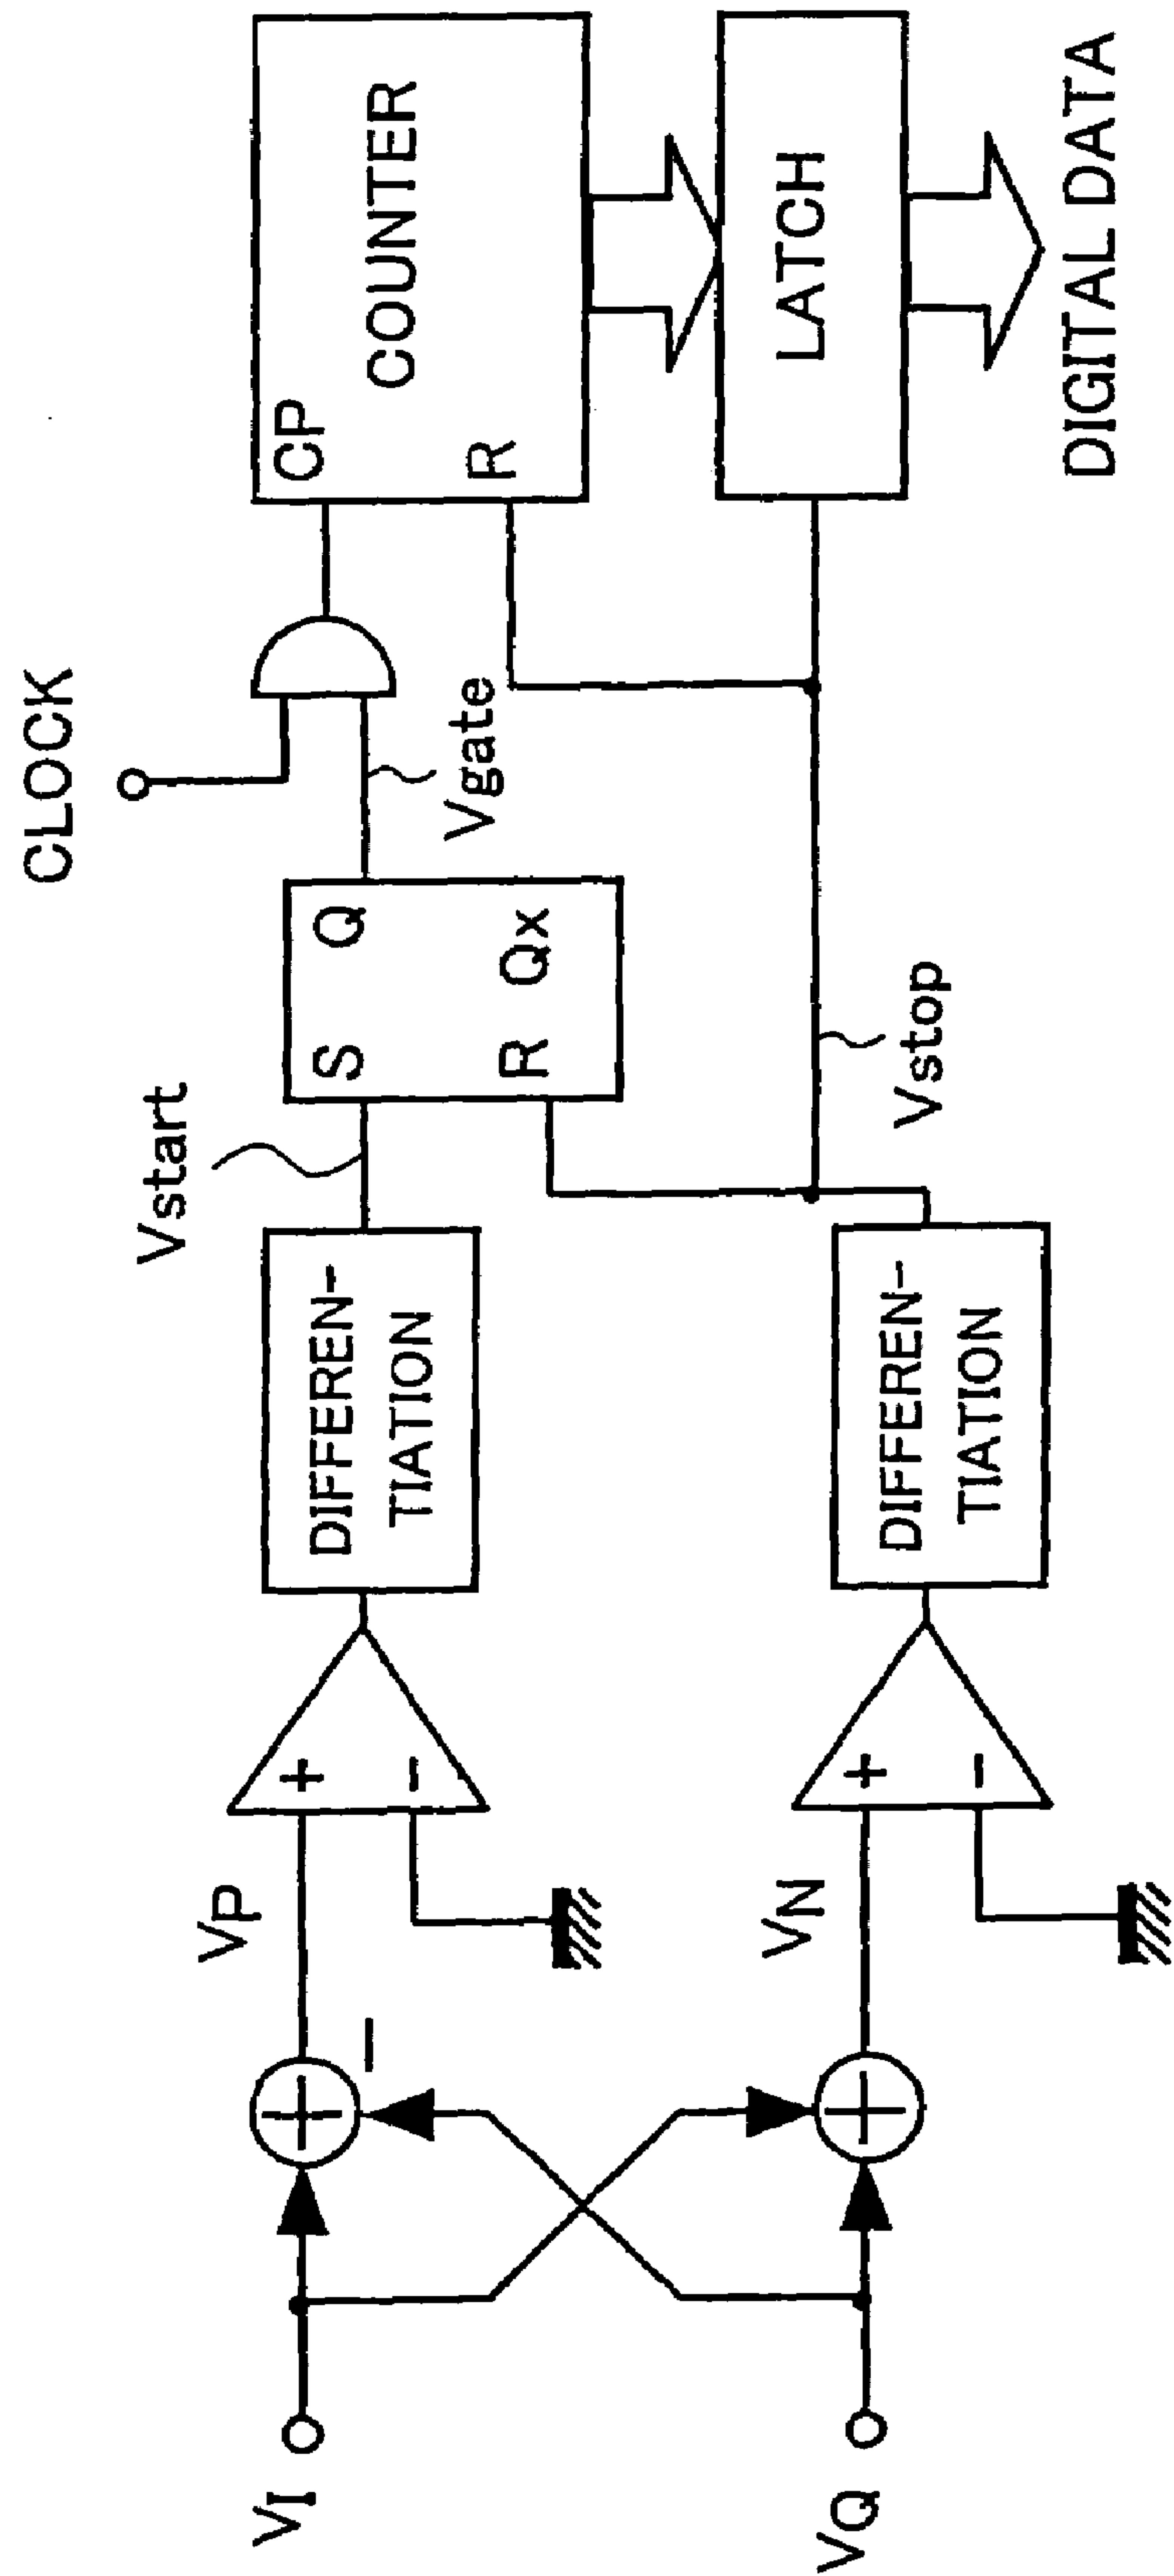 CLOCK
Vstart
VI
VP
+
−
DIFFEREN-
TIATION
S Q
R Qx
Vgate
CP
R
COUNTER
−
VQ
VN
+
−
DIFFEREN-
TIATION
Vstop
LATCH
DIGITAL DATA